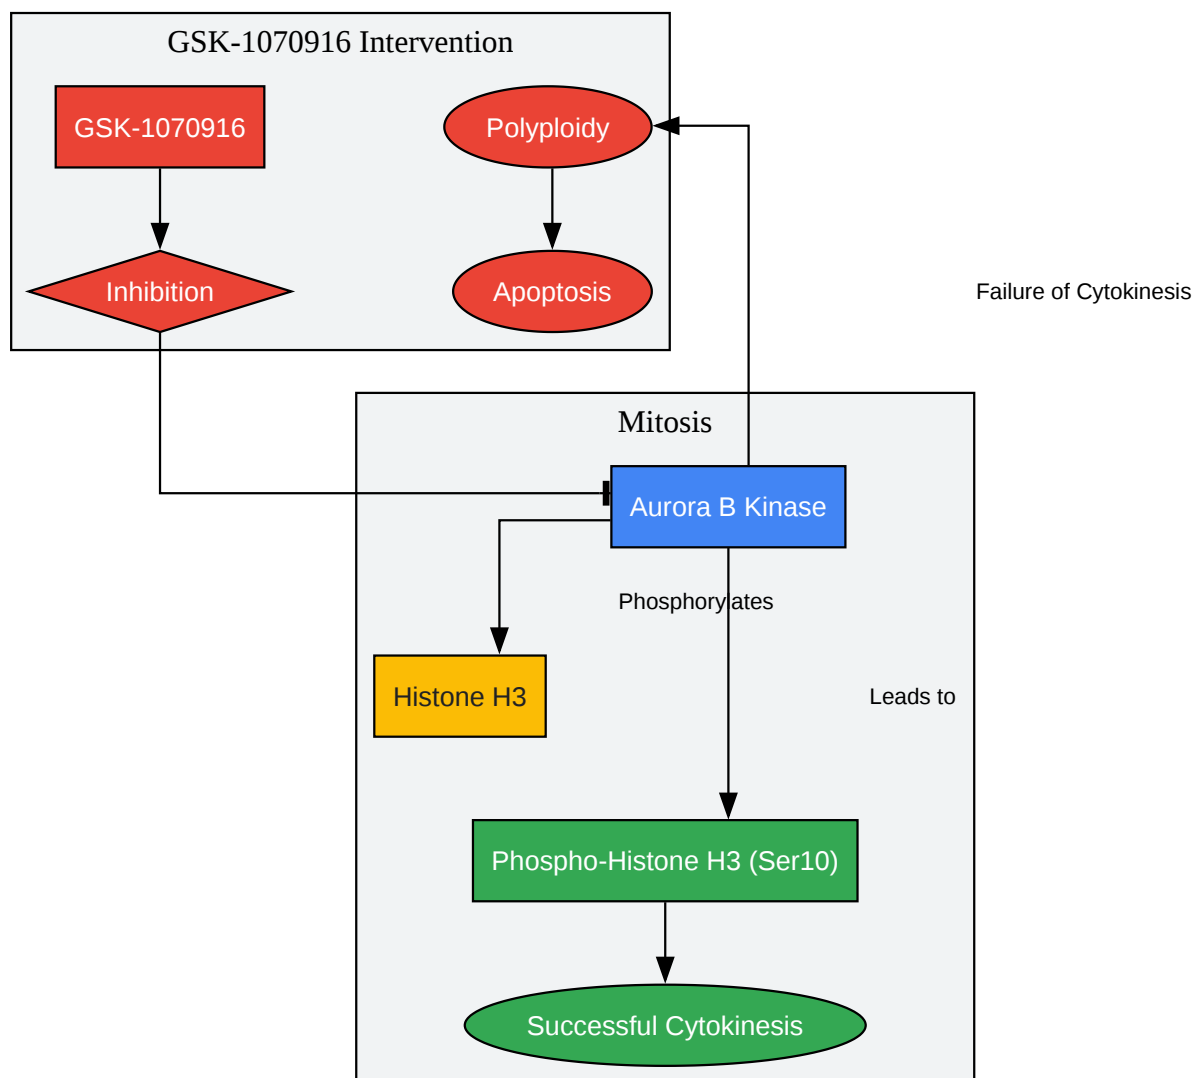 GSK-1070916 Intervention
GSK-1070916
Polyploidy
Inhibition
Apoptosis
Failure of Cytokinesis
Mitosis
Aurora B Kinase
Phosphorylates
Histone H3
Leads to
Phospho-Histone H3 (Ser10)
Successful Cytokinesis